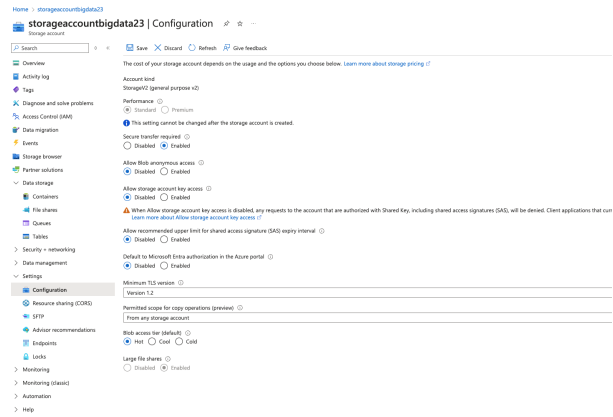 Home > storageaccountbigdata23 >
storageaccountbigdata23 | Configuration
Storage account
Search
Save Discard Refresh Give feedback
Overview
Activity log
Tags
Diagnose and solve problems
Access Control (IAM)
Data migration
Events
Storage browser
Partner solutions
Data storage
Containers
File shares
Queues
Tables
Security + networking
Data management
Settings
Configuration
Resource sharing (CORS)
SFTP
Advisor recommendations
Endpoints
Locks
Monitoring
Monitoring (classic)
Automation
Help
The cost of your storage account depends on the usage and the options you choose below. Learn more about storage pricing
Account kind
StorageV2 (general purpose v2)
Performance
Standard Premium
This setting cannot be changed after the storage account is created.
Secure transfer required
Disabled Enabled
Allow Blob anonymous access
Disabled Enabled
Allow storage account key access
Disabled Enabled
When Allow storage account key access is disabled, any requests to the account that are authorized with Shared Key, including shared access signatures (SAS), will be denied. Client applications that curr
Learn more about Allow storage account key access
Allow recommended upper limit for shared access signature (SAS) expiry interval
Disabled Enabled
Default to Microsoft Entra authorization in the Azure portal
Disabled Enabled
Minimum TLS version
Version 1.2
Permitted scope for copy operations (preview)
From any storage account
Blob access tier (default)
Hot Cool Cold
Large file shares
Disabled Enabled